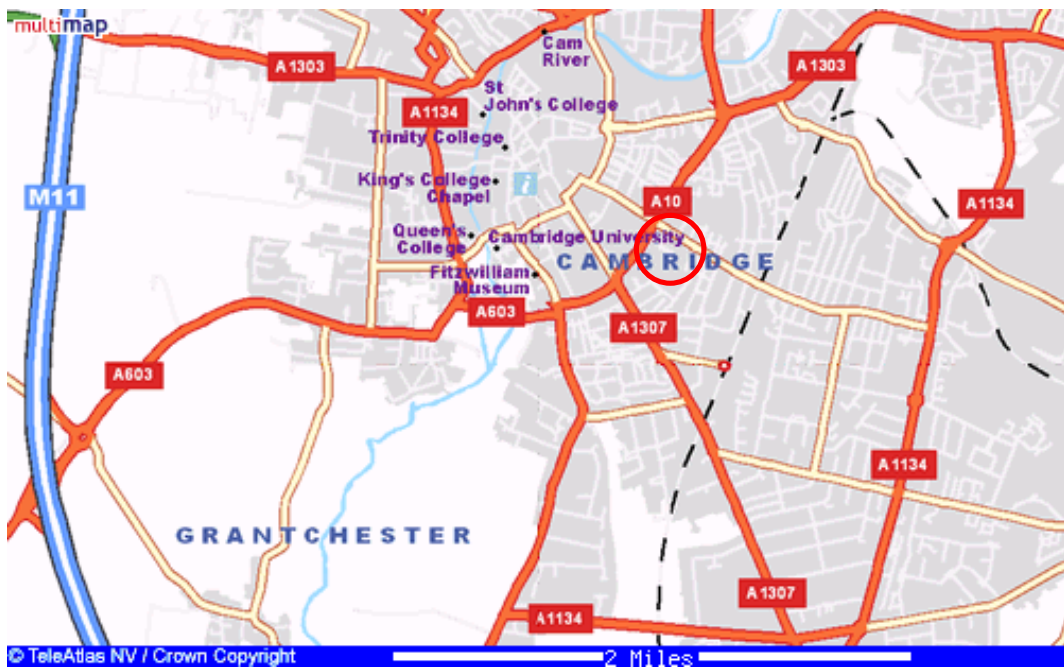 multimap
Cam
River
A1303
A1303
St
John's College
A1134
Trinity College
King's College
Chapel
i
M11
A10
A1134
Queen's
College
Cambridge University
CAMBRIDGE
Fitzwilliam
Museum
A603
A1307
A603
A1134
GRANTCHESTER
A1307
A1134
© TeleAtlas NV / Crown Copyright
2 Miles